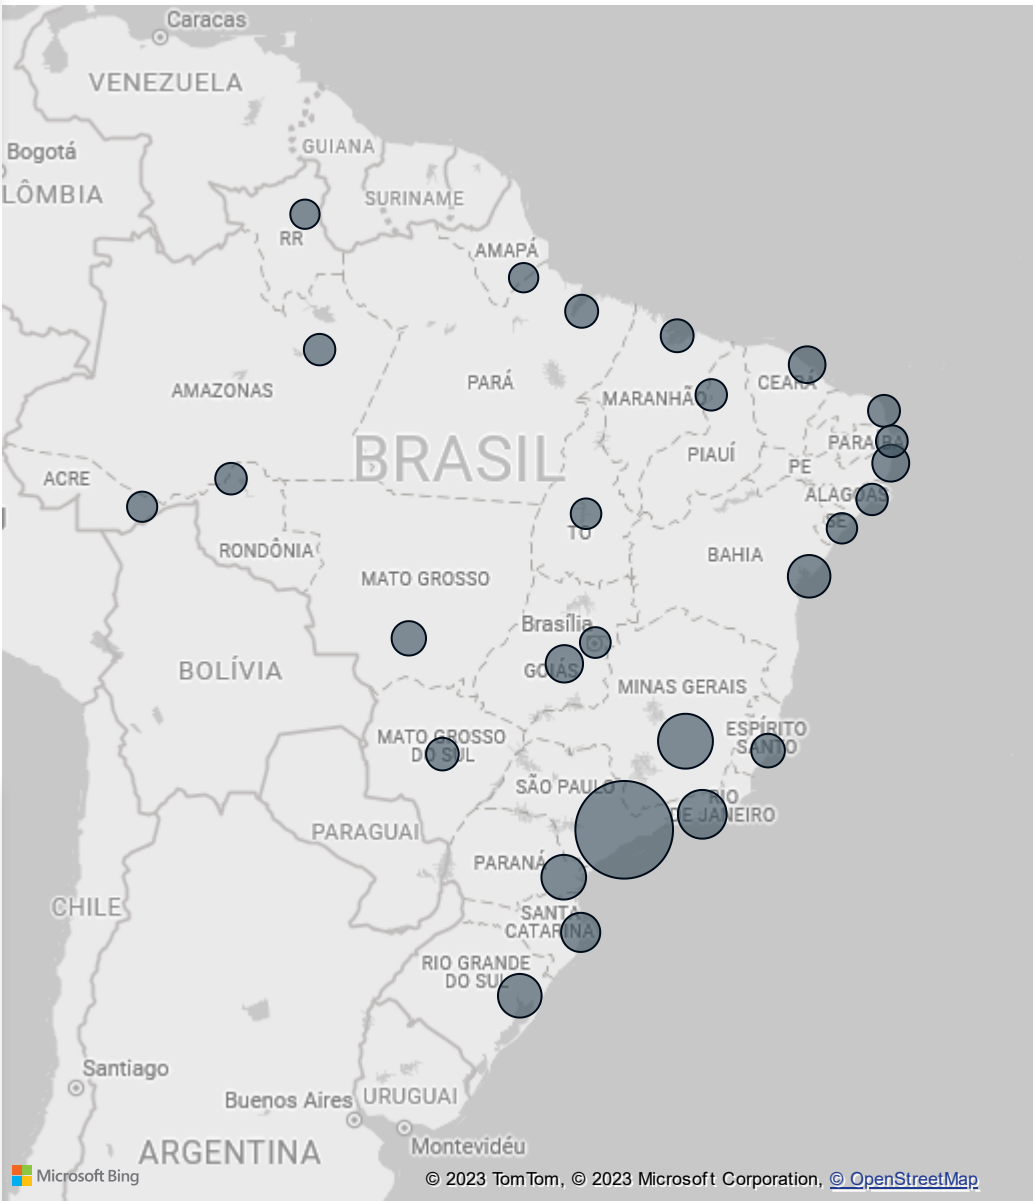 Caracas
VENEZUELA
GUIANA
Bogotá
LÔMBIA
SURINAME
RR
AMAPÁ
AMAZONAS
PARÁ
MARANHÃO
CEARÁ
BRASIL
PARAÍBA
PIAUÍ
PE
ACRE
ALAGOAS
SE
TO
RONDÔNIA
BAHIA
MATO GROSSO
Brasília
BOLÍVIA
GOIÁS
MINAS GERAIS
ESPÍRITO
SANTO
MATO GROSSO
DO SUL
SÃO PAULO
RIO
DE JANEIRO
PARAGUAI
PARANÁ
CHILE
SANTA
CATARINA
RIO GRANDE
DO SUL
Santiago
Buenos Aires
URUGUAI
Montevidéu
ARGENTINA
Microsoft Bing
© 2023 TomTom, © 2023 Microsoft Corporation, © OpenStreetMap